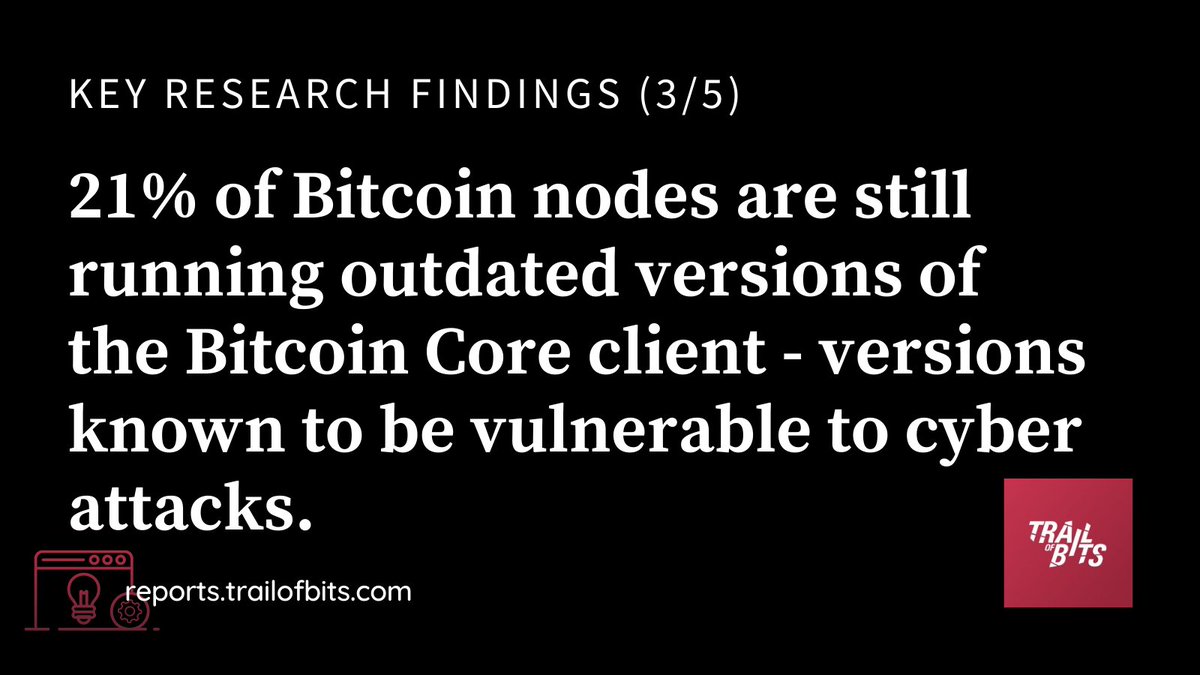 KEY RESEARCH FINDINGS (3/5)
21% of Bitcoin nodes are still
running outdated versions of
the Bitcoin Core client - versions
known to be vulnerable to cyber
attacks.
TRAIL
OF
BITS
reports.trailofbits.com